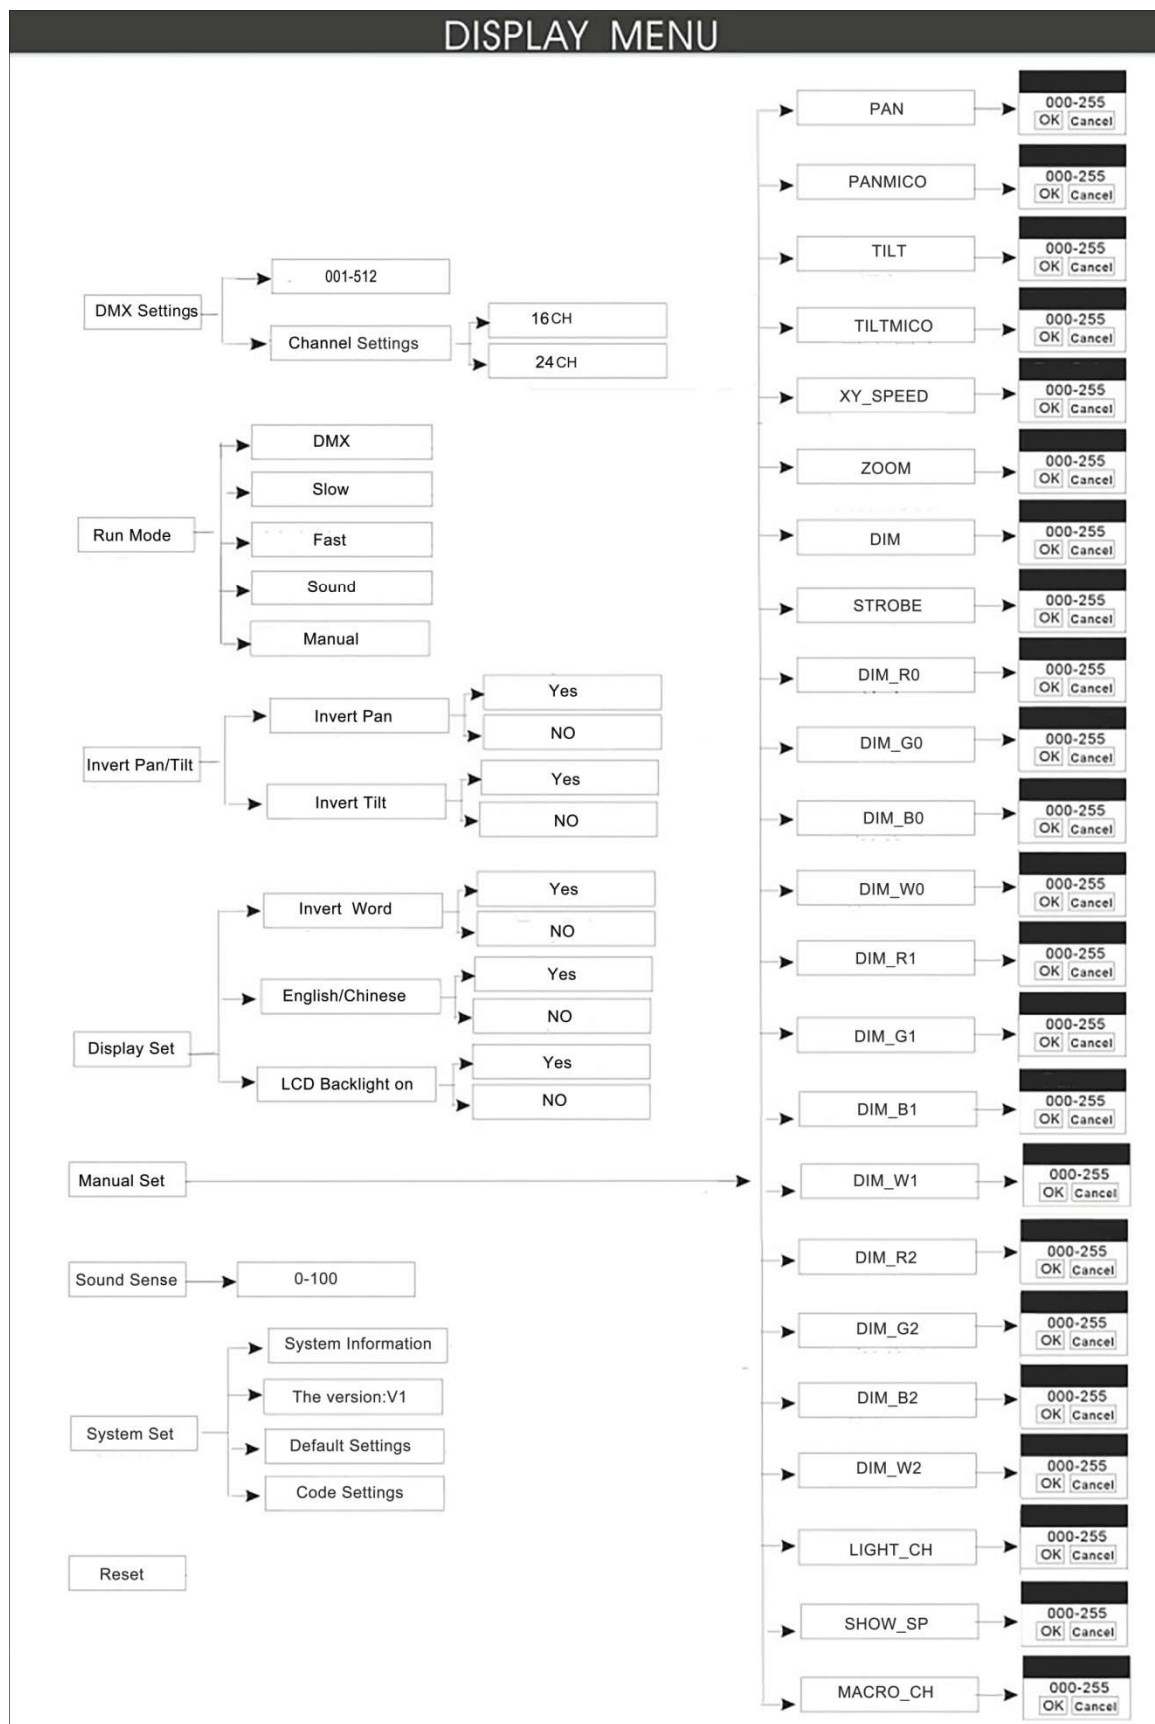 DISPLAY MENU
DMX Settings
001-512
Channel Settings
16CH
24CH
Run Mode
DMX
Slow
Fast
Sound
Manual
Invert Pan/Tilt
Invert Pan
Yes
NO
Invert Tilt
Yes
NO
Display Set
Invert Word
Yes
NO
English/Chinese
Yes
NO
LCD Backlight on
Yes
NO
Manual Set
Sound Sense
0-100
System Set
System Information
The version:V1
Default Settings
Code Settings
Reset
PAN
000-255
OK Cancel
PANMICO
000-255
OK Cancel
TILT
000-255
OK Cancel
TILTMICO
000-255
OK Cancel
XY_SPEED
000-255
OK Cancel
ZOOM
000-255
OK Cancel
DIM
000-255
OK Cancel
STROBE
000-255
OK Cancel
DIM_R0
000-255
OK Cancel
DIM_G0
000-255
OK Cancel
DIM_B0
000-255
OK Cancel
DIM_W0
000-255
OK Cancel
DIM_R1
000-255
OK Cancel
DIM_G1
000-255
OK Cancel
DIM_B1
000-255
OK Cancel
DIM_W1
000-255
OK Cancel
DIM_R2
000-255
OK Cancel
DIM_G2
000-255
OK Cancel
DIM_B2
000-255
OK Cancel
DIM_W2
000-255
OK Cancel
LIGHT_CH
000-255
OK Cancel
SHOW_SP
000-255
OK Cancel
MACRO_CH
000-255
OK Cancel